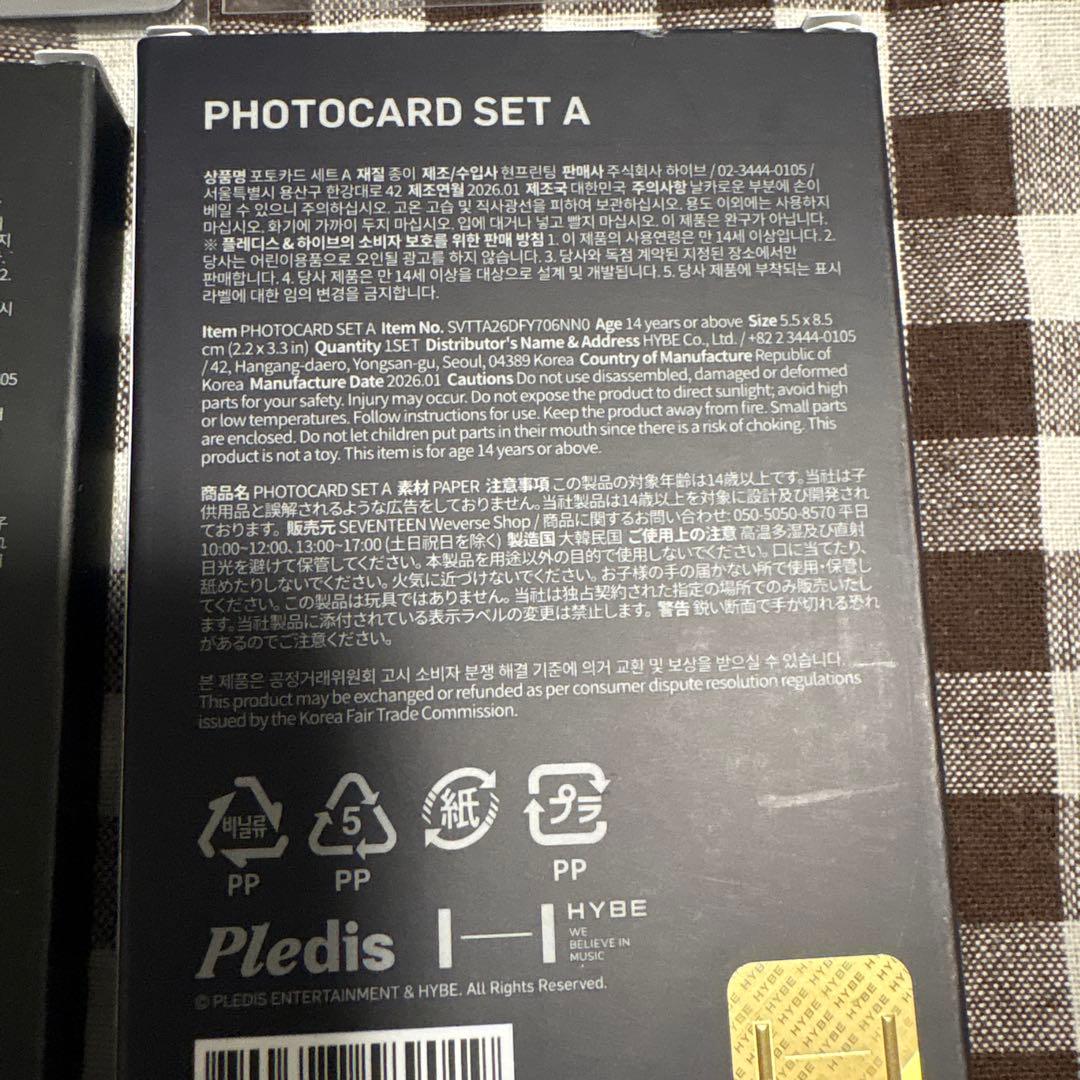 PHOTOCARD SET A
상품명 포토카드 세트 A 재질 종이 제조/수입사 현프린팅 판매사 주식회사 하이브 / 02-3444-0105 /
서울특별시 용산구 한강대로 42 제조연월 2026.01 제조국 대한민국 주의사항 날카로운 부분에 손이
베일 수 있으니 주의하십시오. 고온 고습 및 직사광선을 피하여 보관하십시오. 용도 이외에는 사용하지
마십시오. 화기에 가까이 두지 마십시오. 입에 대거나 넣고 빨지 마십시오. 이 제품은 완구가 아닙니다.
※ 플레디스 & 하이브의 소비자 보호를 위한 판매 방침 1. 이 제품의 사용연령은 만 14세 이상입니다. 2.
당사는 어린이용품으로 오인될 광고를 하지 않습니다. 3. 당사와 독점 계약된 지정된 장소에서만
판매합니다. 4. 당사 제품은 만 14세 이상을 대상으로 설계 및 개발됩니다. 5. 당사 제품에 부착되는 표시
라벨에 대한 임의 변경을 금지합니다.
Item PHOTOCARD SET A Item No. SVTTA26DFY706NN0 Age 14 years or above Size 5.5 x 8.5
cm (2.2 x 3.3 in) Quantity 1SET Distributor's Name & Address HYBE Co., Ltd. / +82 2 3444-0105
/ 42, Hangang-daero, Yongsan-gu, Seoul, 04389 Korea Country of Manufacture Republic of
Korea Manufacture Date 2026.01 Cautions Do not use disassembled, damaged or deformed
parts for your safety. Injury may occur. Do not expose the product to direct sunlight; avoid high
or low temperatures. Follow instructions for use. Keep the product away from fire. Small parts
are enclosed. Do not let children put parts in their mouth since there is a risk of choking. This
product is not a toy. This item is for age 14 years or above.
商品名 PHOTOCARD SET A 素材 PAPER 注意事項 この製品の対象年齢は14歳以上です。当社は子
供用品と誤解されるような広告をしておりません。当社製品は14歳以上を対象に設計及び開発され
ております。 販売元 SEVENTEEN Weverse Shop / 商品に関するお問い合わせ: 050-5050-8570 平日
10:00~12:00、13:00~17:00 (土日祝日を除く) 製造国 大韓民国 ご使用上の注意 高温多湿及び直射
日光を避けて保管してください。本製品を用途以外の目的で使用しないでください。口に当てたり、
舐めたりしないでください。火気に近づけないでください。お子様の手の届かない所で使用・保管し
てください。この製品は玩具ではありません。当社は独占契約された指定の場所でのみ販売いたし
ます。当社製品に添付されている表示ラベルの変更は禁止します。 警告 鋭い断面で手が切れる恐れ
があるのでご注意ください。
본 제품은 공정거래위원회 고시 소비자 분쟁 해결 기준에 의거 교환 및 보상을 받으실 수 있습니다.
This product may be exchanged or refunded as per consumer dispute resolution regulations
issued by the Korea Fair Trade Commission.
비닐류 5 紙 プラ
PP PP PP
Pledis HYBE
WE
BELIEVE IN
MUSIC
© PLEDIS ENTERTAINMENT & HYBE. All Rights Reserved.
HYBE HYBE HYBE